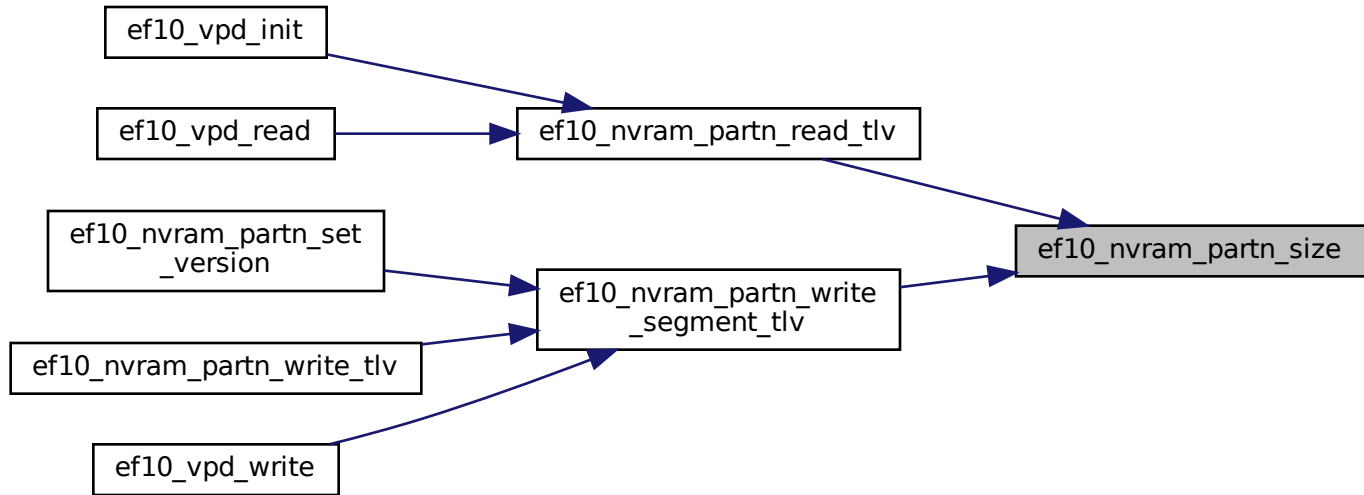 ef10_vpd_init
ef10_vpd_read
ef10_nvram_partn_read_tlv
ef10_nvram_partn_set
_version
ef10_nvram_partn_size
ef10_nvram_partn_write
_segment_tlv
ef10_nvram_partn_write_tlv
ef10_vpd_write